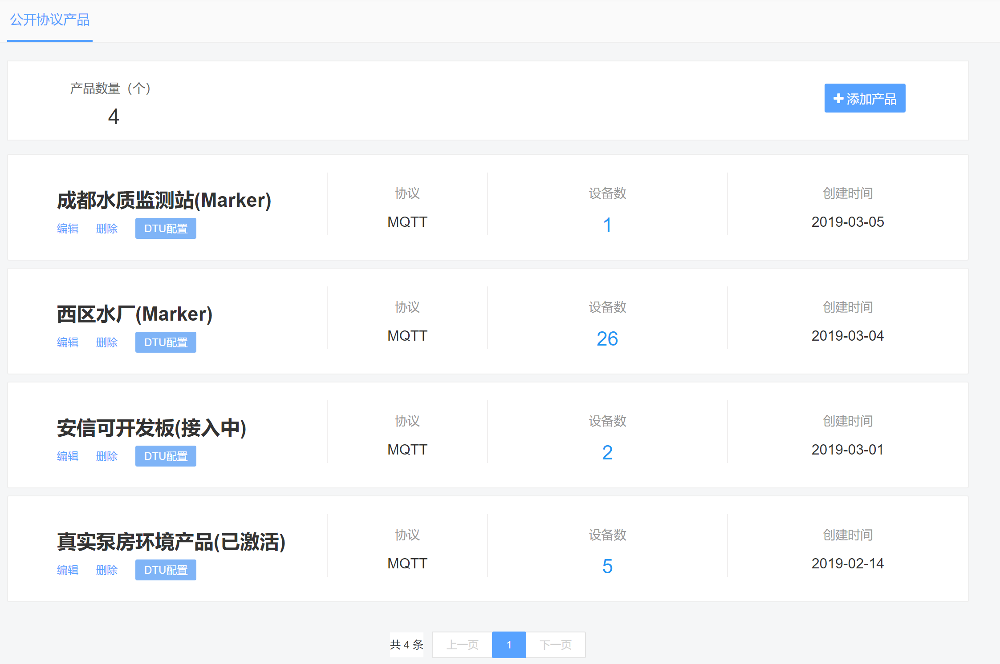 公开协议产品
产品数量（个）
4
添加产品
成都水质监测站(Marker)
编辑 删除 DTU配置
协议
MQTT
设备数
1
创建时间
2019-03-05
西区水厂(Marker)
编辑 删除 DTU配置
协议
MQTT
设备数
26
创建时间
2019-03-04
安信可开发板(接入中)
编辑 删除 DTU配置
协议
MQTT
设备数
2
创建时间
2019-03-01
真实泵房环境产品(已激活)
编辑 删除 DTU配置
协议
MQTT
设备数
5
创建时间
2019-02-14
共 4 条 上一页 1 下一页